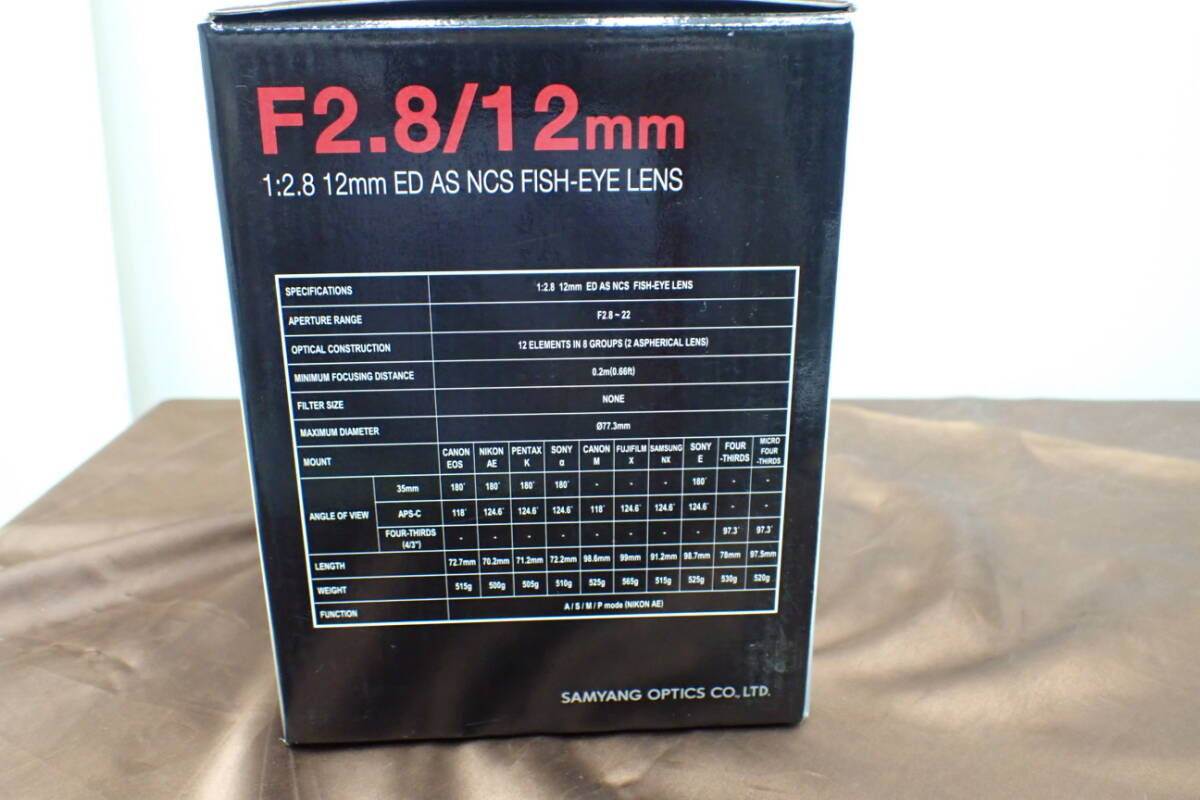 F2.8/12mm
1:2.8 12mm ED AS NCS FISH-EYE LENS
SPECIFICATIONS 1:2.8 12mm ED AS NCS FISH-EYE LENS
APERTURE RANGE F2.8 ~ 22
OPTICAL CONSTRUCTION 12 ELEMENTS IN 8 GROUPS (2 ASPHERICAL LENS)
MINIMUM FOCUSING DISTANCE 0.2m(0.66ft)
FILTER SIZE NONE
MAXIMUM DIAMETER Ø77.3mm
MOUNT CANON EOS NIKON AE PENTAX K SONY α CANON M FUJIFILM X SAMSUNG NX SONY E FOUR -THIRDS MICRO FOUR -THIRDS
ANGLE OF VIEW 35mm 180° 180° 180° 180° - - - 180° - -
APS-C 118° 124.6° 124.6° 124.6° 118° 124.6° 124.6° 124.6° - -
FOUR-THIRDS (4/3") - - - - - - - - 97.3° 97.3°
LENGTH 72.7mm 70.2mm 71.2mm 72.2mm 98.6mm 99mm 91.2mm 98.7mm 78mm 97.5mm
WEIGHT 515g 500g 505g 510g 525g 565g 515g 525g 530g 520g
FUNCTION A / S / M / P mode (NIKON AE)
SAMYANG OPTICS CO., LTD.